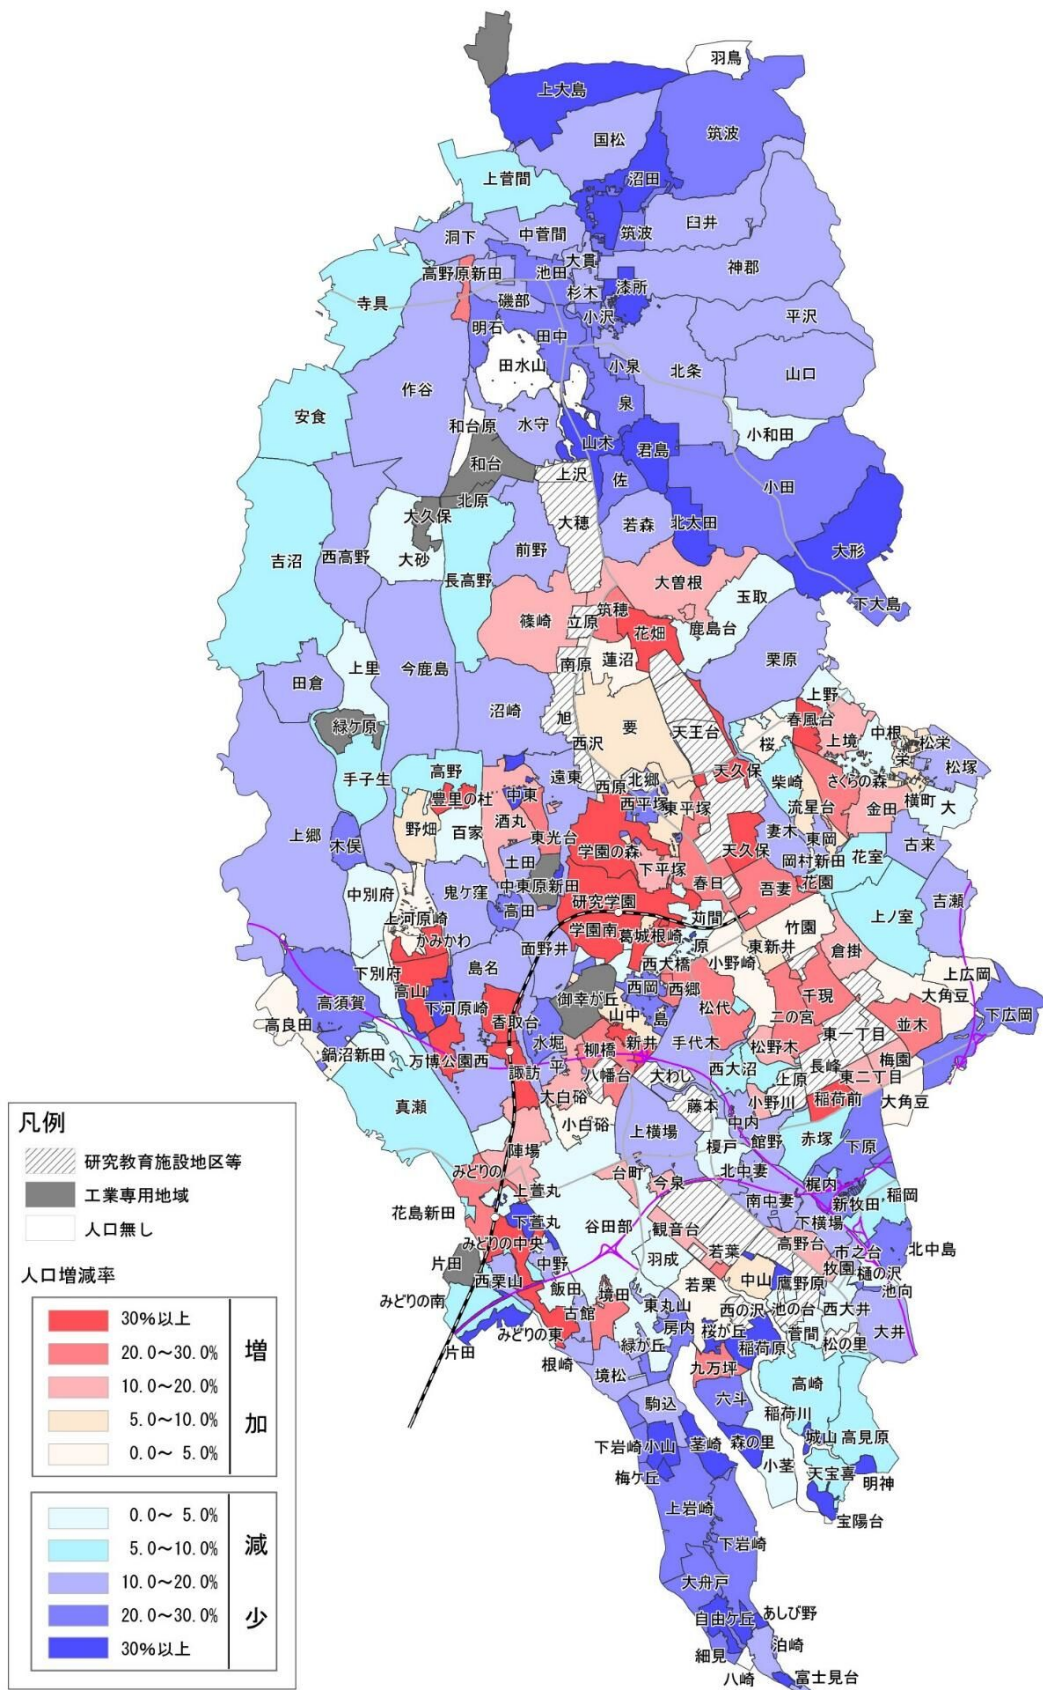 羽鳥
上大島
国松
筑波
沼田
上菅間
臼井
筑波
中菅間
洞下
大貫
神郡
高野原新田
池田
漆所
杉木
寺具
磯部
小沢
平沢
明石
田中
小泉
北条
山口
田水山
作谷
泉
安食
和台原
水守
小和田
山木
君島
和台
上沢
佐
小田
北原
大久保
大穂
若森
北太田
吉沼
西高野
大砂
前野
大形
長高野
大曽根
玉取
下大島
筑穂
篠崎
立原
花畑
鹿島台
蓮沼
栗原
上里
今鹿島
南原
田倉
上野
沼崎
旭
春風台
緑ケ原
要
天王台
桜
上境
中根
松栄
西沢
栄
松塚
手子生
高野
遠東
西原
北郷
天久保
柴崎
さくらの森
豊里の杜
中東
西平塚
東平塚
流星台
金田
横町
大
上郷
野畑
百家
酒丸
東光台
学園の森
天久保
妻木
東岡
木俣
土田
下平塚
岡村新田
花室
古来
中別府
鬼ケ窪
中東原新田
春日
吾妻
花園
高田
研究学園
吉瀬
上河原崎
苅間
竹園
上ノ室
かみかわ
学園南
葛城根崎
面野井
原
東新井
倉掛
下別府
島名
西大橋
小野崎
上広岡
高須賀
高山
下河原崎
御幸が丘
西岡
西郷
松代
千現
大角豆
下広岡
香取台
山中
島
二の宮
並木
高良田
東一丁目
水堀
新井
手代木
鍋沼新田
万博公園西
柳橋
松野木
梅園
平
西大沼
長峰
諏訪
八幡台
大わし
上原
東二丁目
大白硲
小野川
稲荷前
真瀬
藤本
大角豆
小白硲
中内
上横場
榎戸
館野
赤塚
下原
陣場
台町
北中妻
みどりの
今泉
梶内
上萱丸
南中妻
新牧田
稲岡
花島新田
下萱丸
谷田部
観音台
下横場
みどりの中央
高野台
市之台
北中島
片田
中野
羽成
若葉
牧園
樋の沢
西栗山
中山
鷹野原
池向
みどりの南
飯田
若栗
境田
東丸山
西の沢
池の台
西大井
古館
みどりの東
房内
桜が丘
菅間
大井
片田
稲荷原
松の里
根崎
緑が丘
境松
九万坪
高崎
駒込
六斗
稲荷川
下岩崎
小山
茎崎
森の里
城山
高見原
小茎
梅ケ丘
天宝喜
明神
上岩崎
宝陽台
下岩崎
大舟戸
自由ケ丘
あしび野
細見
泊崎
八崎
富士見台
凡例
研究教育施設地区等
工業専用地域
人口無し
人口増減率
30%以上
20.0~30.0%
10.0~20.0%
5.0~10.0%
0.0~ 5.0%
増加
0.0~ 5.0%
5.0~10.0%
10.0~20.0%
20.0~30.0%
30%以上
減少